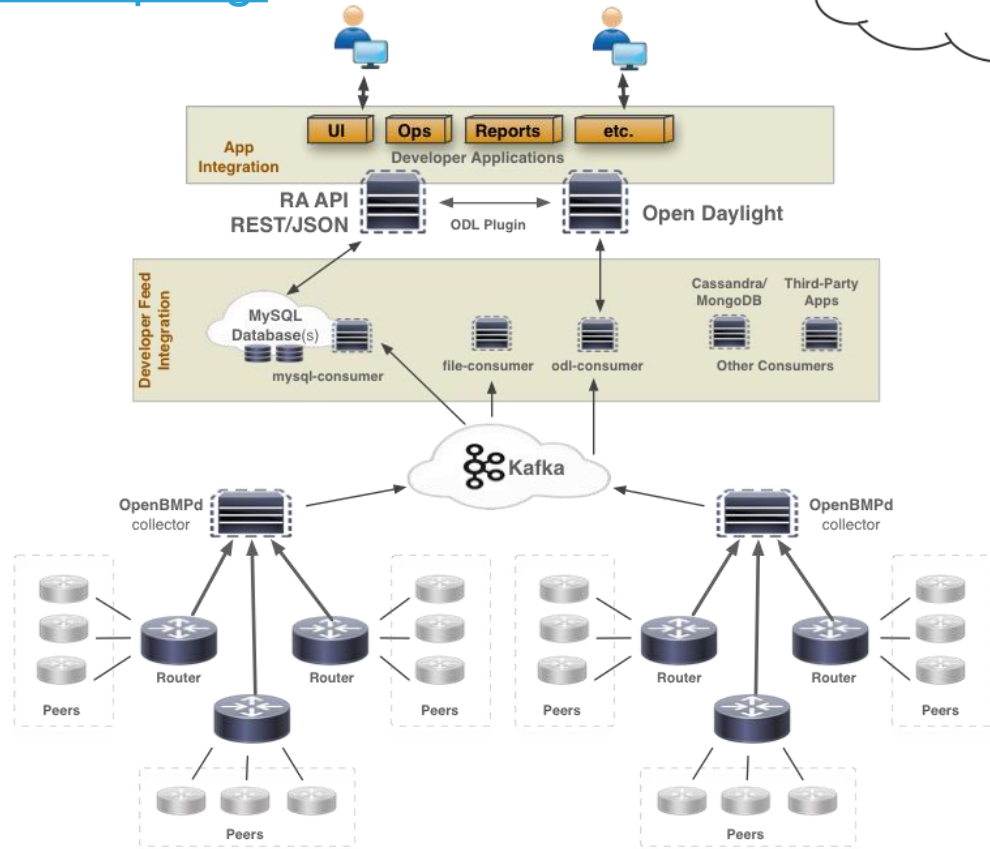 UI
Ops
Reports
etc.
App
Integration
Developer Applications
RA API
REST/JSON
ODL Plugin
Open Daylight
Developer Feed
Integration
MySQL
Database(s)
mysql-consumer
file-consumer
odl-consumer
Cassandra/
MongoDB
Third-Party
Apps
Other Consumers
Kafka
OpenBMPd
collector
OpenBMPd
collector
Router
Router
Router
Router
Peers
Peers
Peers
Peers
Peers
Peers